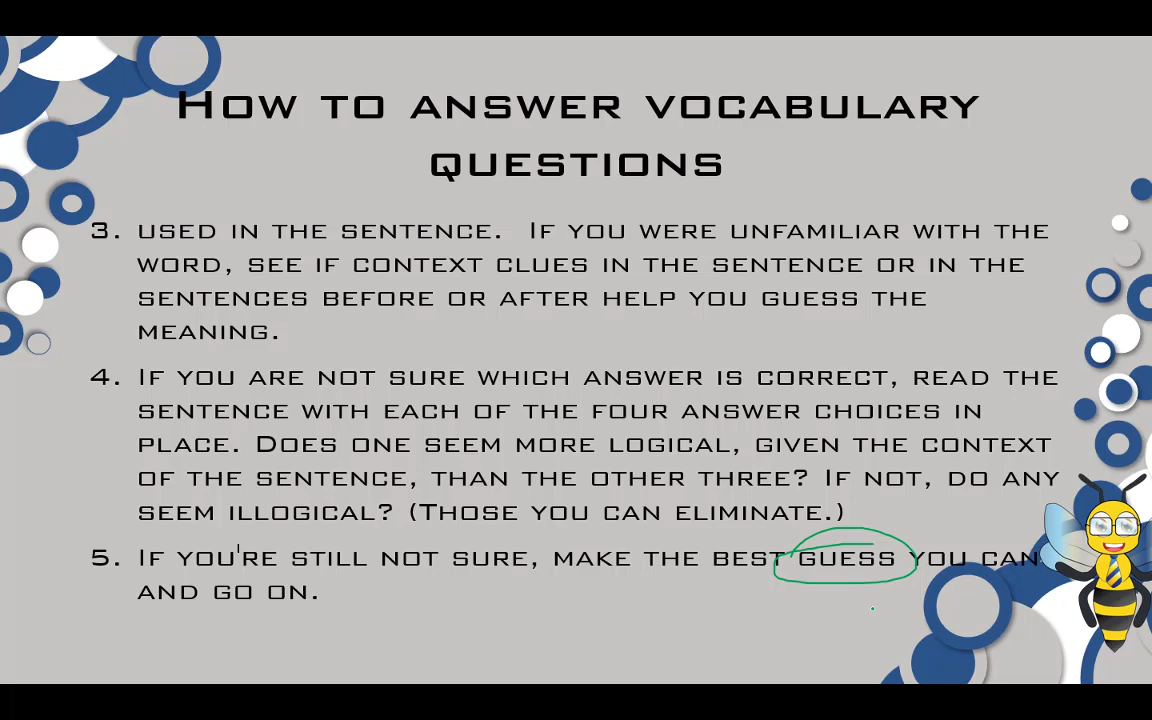 How to answer vocabulary
questions
3. used in the sentence. If you were unfamiliar with the
word, see if context clues in the sentence or in the
sentences before or after help you guess the
meaning.
4. If you are not sure which answer is correct, read the
sentence with each of the four answer choices in
place. Does one seem more logical, given the context
of the sentence, than the other three? If not, do any
seem illogical? (Those you can eliminate.)
5. If you're still not sure, make the best guess you can
and go on.